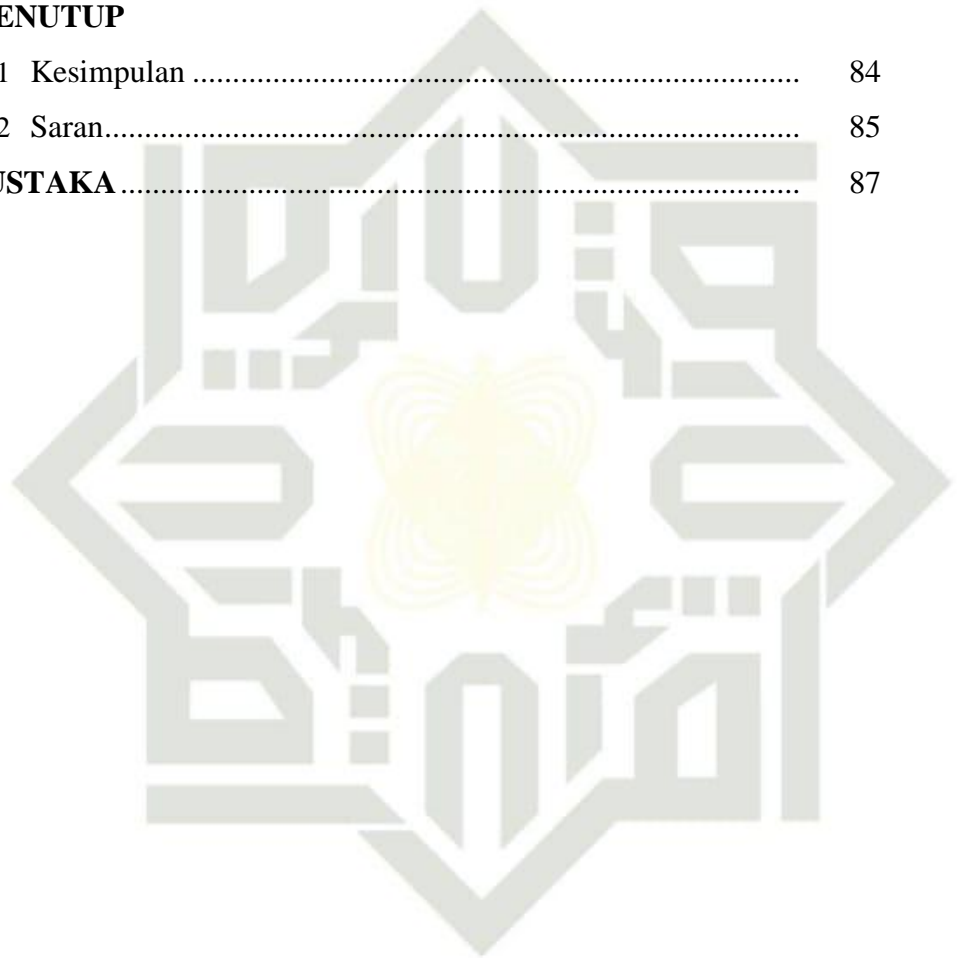 ENUTUP
1 Kesimpulan ............................................................................ 84
2 Saran....................................................................................... 85
USTAKA ..................................................................................... 87